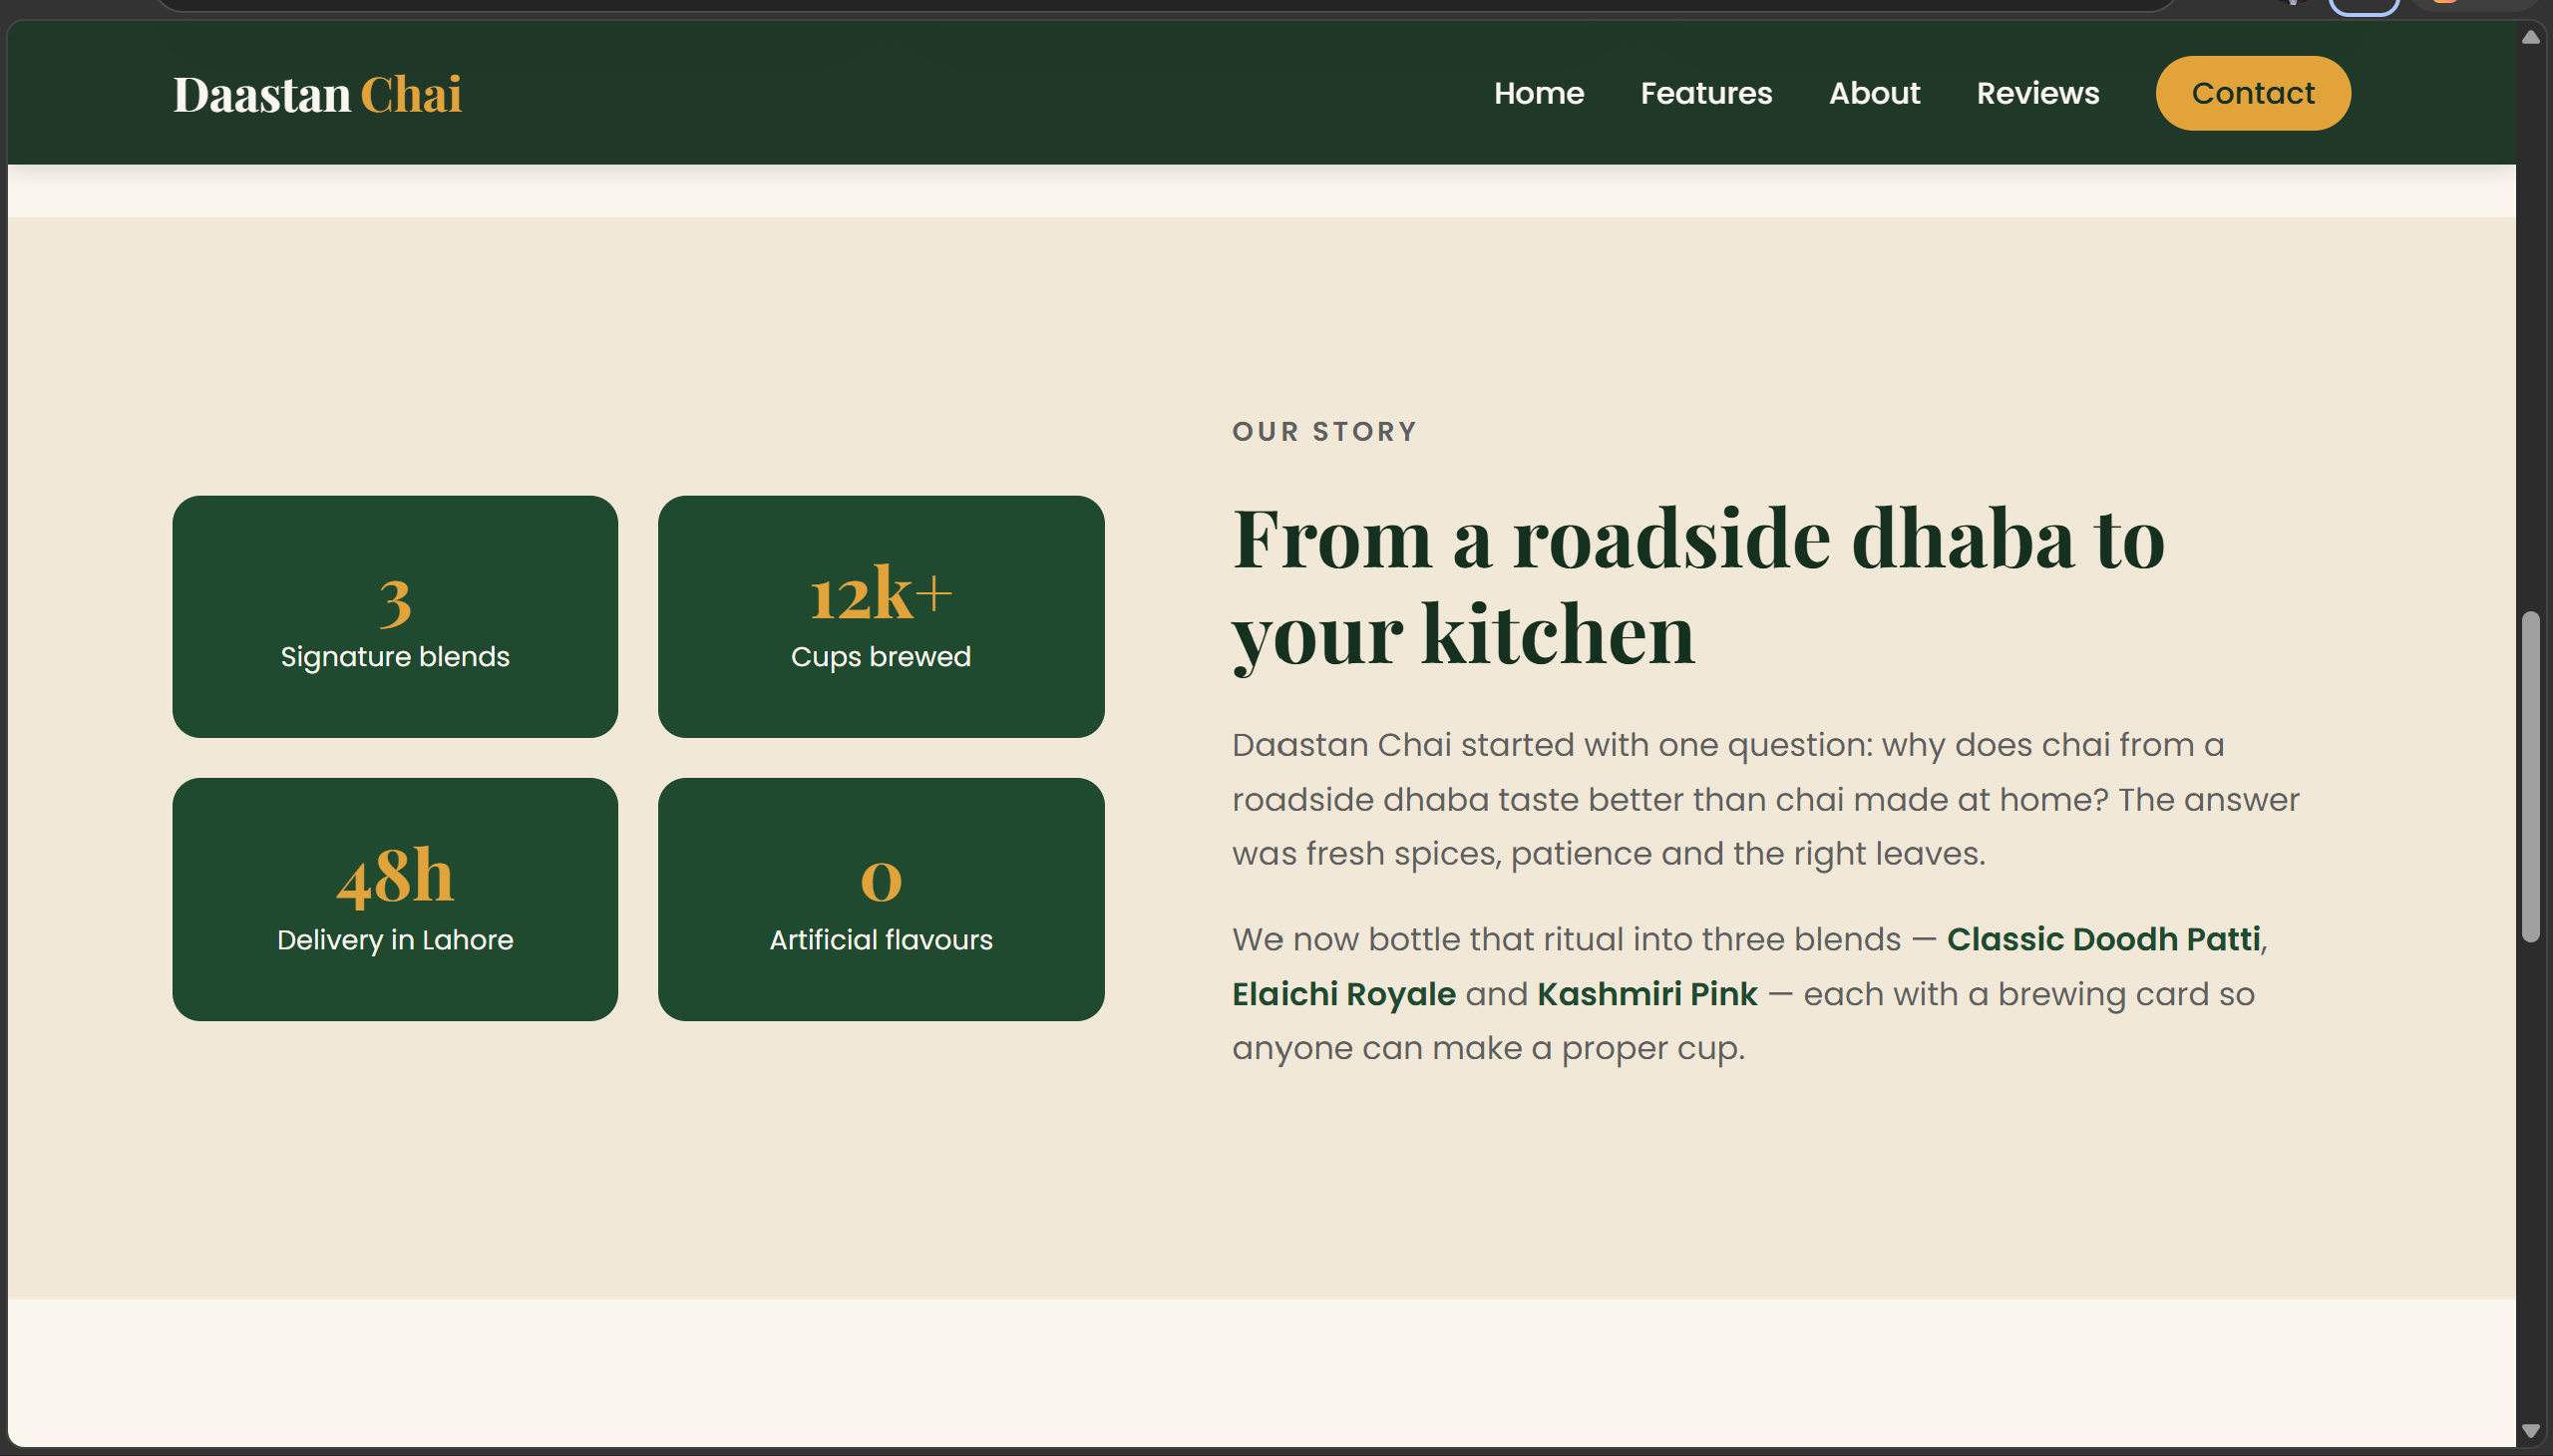 Daastan Chai
Home
Features
About
Reviews
Contact
3
Signature blends
12k+
Cups brewed
48h
Delivery in Lahore
0
Artificial flavours
OUR STORY
From a roadside dhaba to
your kitchen
Daastan Chai started with one question: why does chai from a
roadside dhaba taste better than chai made at home? The answer
was fresh spices, patience and the right leaves.
We now bottle that ritual into three blends — Classic Doodh Patti,
Elaichi Royale and Kashmiri Pink — each with a brewing card so
anyone can make a proper cup.